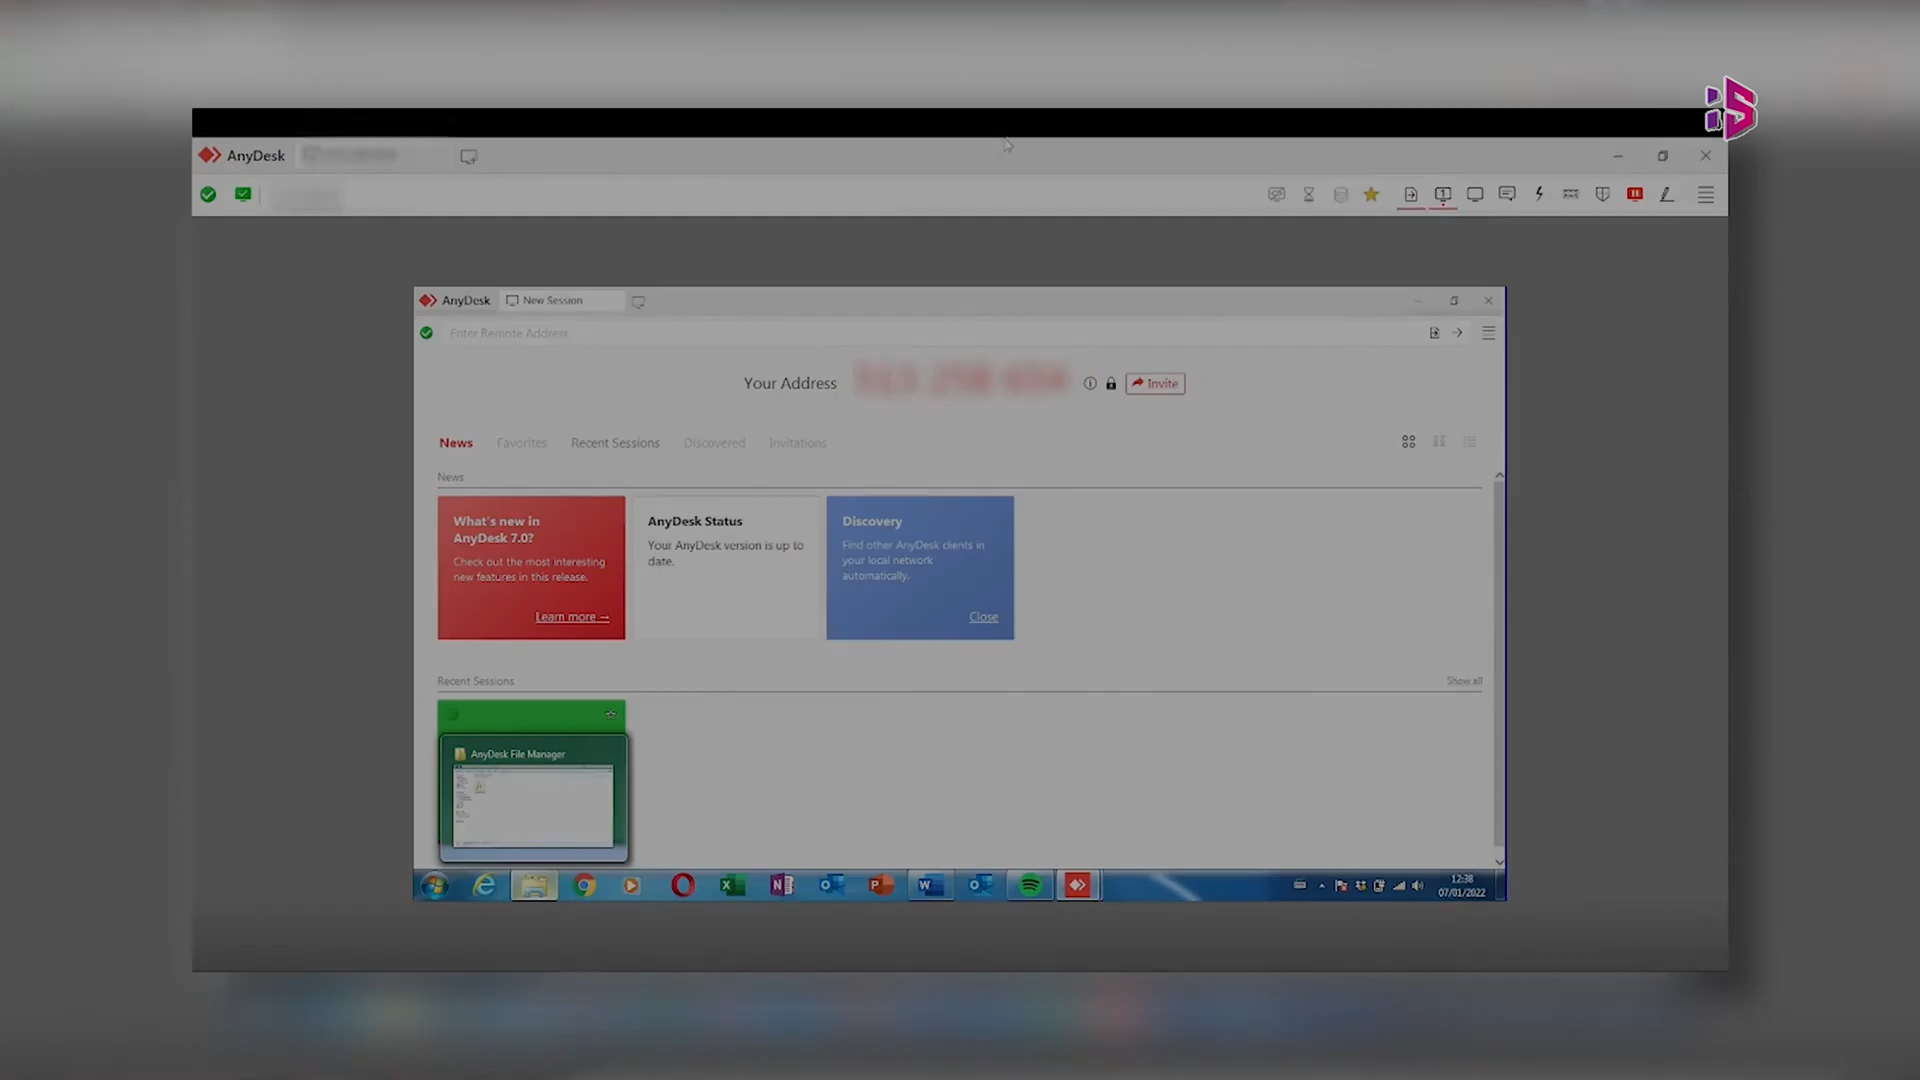 AnyDesk
AnyDesk
New Session
Enter Remote Address
Your Address
Invite
News
Favorites
Recent Sessions
Discovered
Invitations
News
What's new in
AnyDesk 7.0?
Check out the most interesting
new features in this release.
Learn more →
AnyDesk Status
Your AnyDesk version is up to
date.
Discovery
Find other AnyDesk clients in
your local network
automatically.
Close
Recent Sessions
Show all
AnyDesk File Manager
12:38
07/01/2022